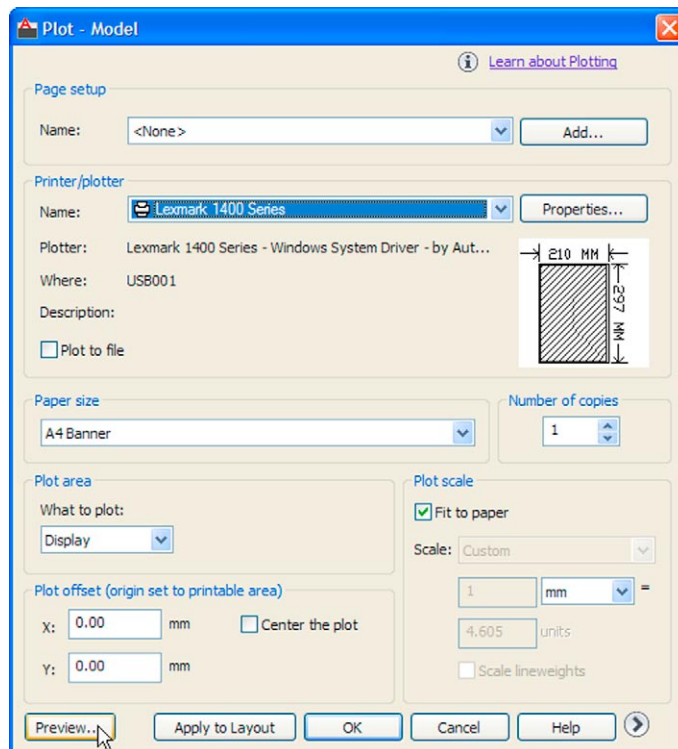 Plot - Model
Learn about Plotting
Page setup
Name: <None> Add...
Printer/plotter
Name: Lexmark 1400 Series Properties...
Plotter: Lexmark 1400 Series - Windows System Driver - by Aut...
Where: USB001
Description:
Plot to file
210 MM
297 MM
Paper size
A4 Banner
Number of copies
1
Plot area
What to plot:
Display
Plot offset (origin set to printable area)
X: 0.00 mm Center the plot
Y: 0.00 mm
Plot scale
Fit to paper
Scale: Custom
1 mm =
4.605 units
Scale lineweights
Preview... Apply to Layout OK Cancel Help